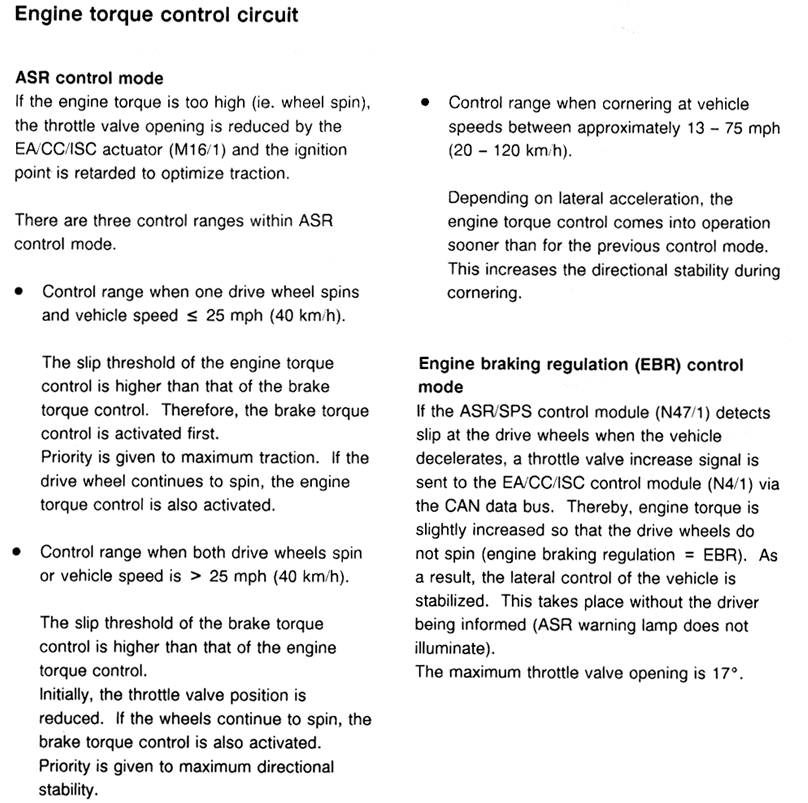 Engine torque control circuit
ASR control mode
If the engine torque is too high (ie. wheel spin),
the throttle valve opening is reduced by the
EA/CC/ISC actuator (M16/1) and the ignition
point is retarded to optimize traction.
There are three control ranges within ASR
control mode.
• Control range when one drive wheel spins
and vehicle speed ≤ 25 mph (40 km/h).
The slip threshold of the engine torque
control is higher than that of the brake
torque control. Therefore, the brake torque
control is activated first.
Priority is given to maximum traction. If the
drive wheel continues to spin, the engine
torque control is also activated.
• Control range when both drive wheels spin
or vehicle speed is > 25 mph (40 km/h).
The slip threshold of the brake torque
control is higher than that of the engine
torque control.
Initially, the throttle valve position is
reduced. If the wheels continue to spin, the
brake torque control is also activated.
Priority is given to maximum directional
stability.
• Control range when cornering at vehicle
speeds between approximately 13 – 75 mph
(20 – 120 km/h).
Depending on lateral acceleration, the
engine torque control comes into operation
sooner than for the previous control mode.
This increases the directional stability during
cornering.
Engine braking regulation (EBR) control
mode
If the ASR/SPS control module (N47/1) detects
slip at the drive wheels when the vehicle
decelerates, a throttle valve increase signal is
sent to the EA/CC/ISC control module (N4/1) via
the CAN data bus. Thereby, engine torque is
slightly increased so that the drive wheels do
not spin (engine braking regulation = EBR). As
a result, the lateral control of the vehicle is
stabilized. This takes place without the driver
being informed (ASR warning lamp does not
illuminate).
The maximum throttle valve opening is 17°.